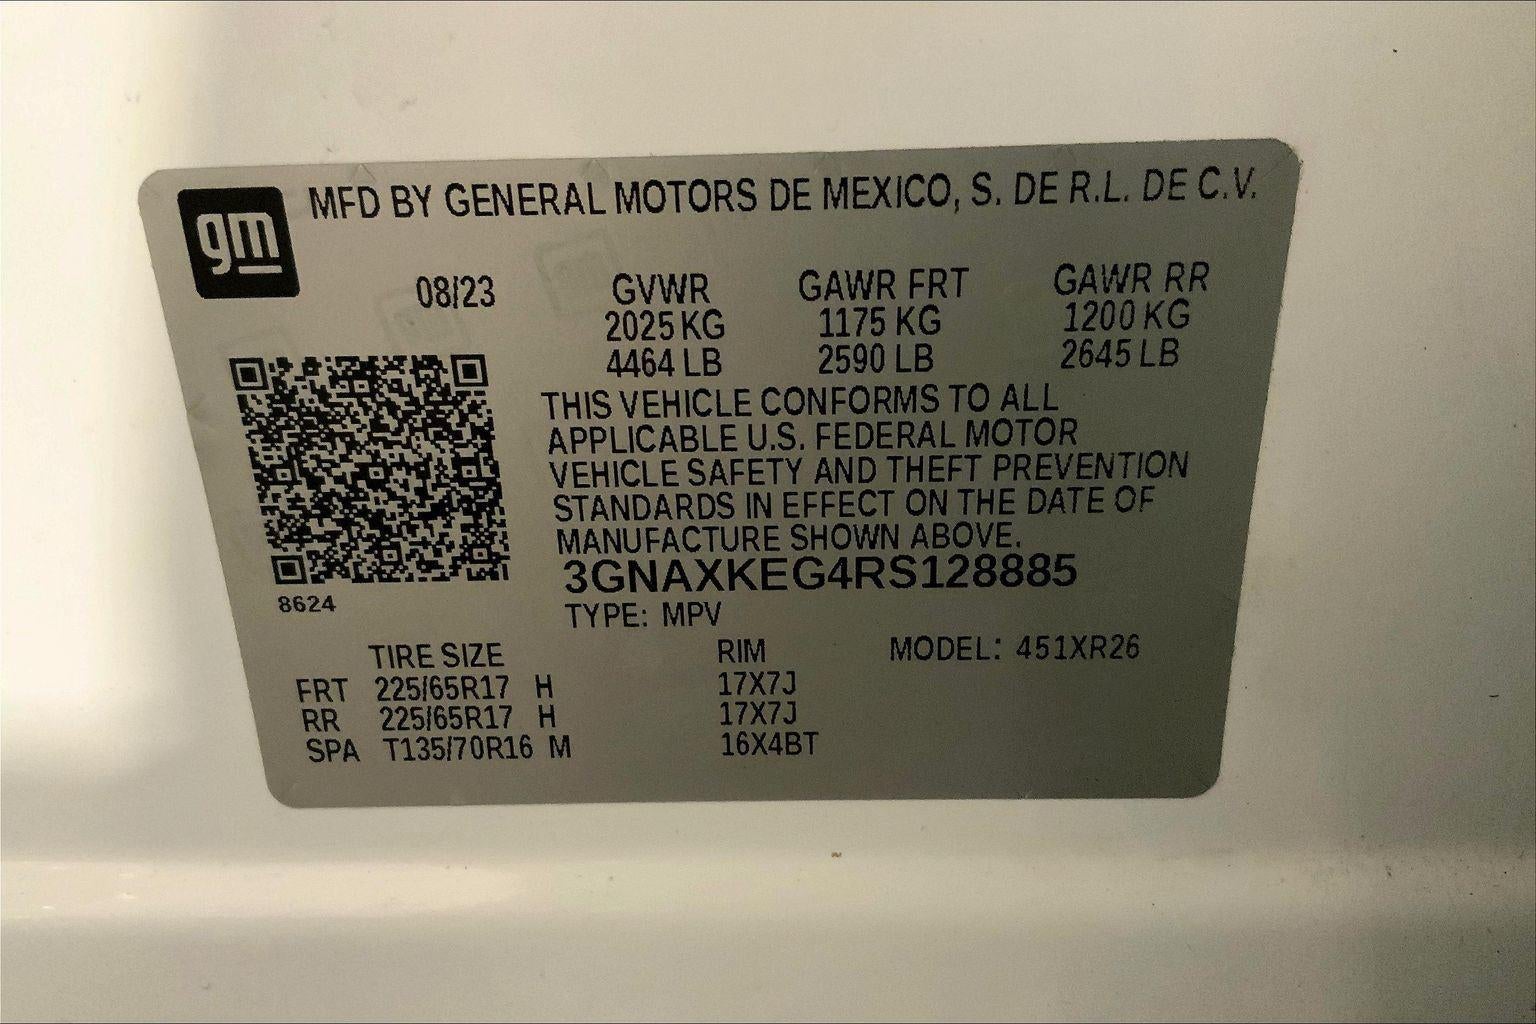 gm
MFD BY GENERAL MOTORS DE MEXICO, S. DE R.L. DE C.V.
08/23 GVWR GAWR FRT GAWR RR
2025 KG 1175 KG 1200 KG
4464 LB 2590 LB 2645 LB
THIS VEHICLE CONFORMS TO ALL
APPLICABLE U.S. FEDERAL MOTOR
VEHICLE SAFETY AND THEFT PREVENTION
STANDARDS IN EFFECT ON THE DATE OF
MANUFACTURE SHOWN ABOVE.
3GNAXKEG4RS128885
8624
TYPE: MPV
TIRE SIZE RIM MODEL: 451XR26
FRT 225/65R17 H 17X7J
RR 225/65R17 H 17X7J
SPA T135/70R16 M 16X4BT